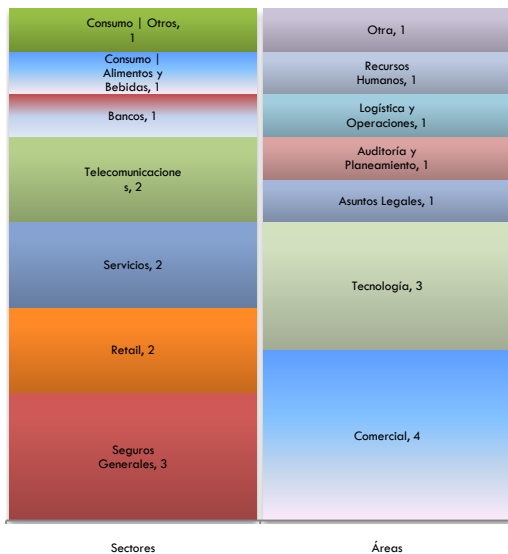 Consumo | Otros,
1
Consumo |
Alimentos y
Bebidas, 1
Bancos, 1
Telecomunicacione
s, 2
Servicios, 2
Retail, 2
Seguros
Generales, 3
Otra, 1
Recursos
Humanos, 1
Logística y
Operaciones, 1
Auditoría y
Planeamiento, 1
Asuntos Legales, 1
Tecnología, 3
Comercial, 4
Sectores
Áreas